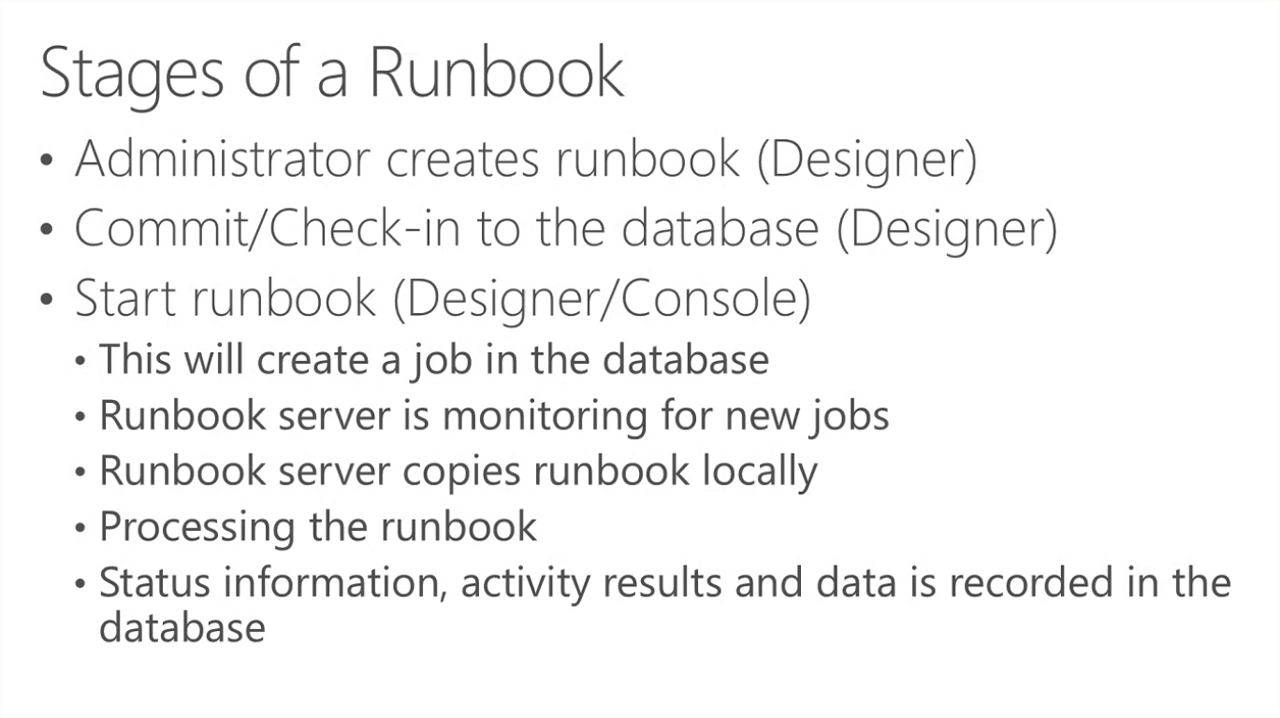 Stages of a Runbook
• Administrator creates runbook (Designer)
• Commit/Check-in to the database (Designer)
• Start runbook (Designer/Console)
• This will create a job in the database
• Runbook server is monitoring for new jobs
• Runbook server copies runbook locally
• Processing the runbook
• Status information, activity results and data is recorded in the
database